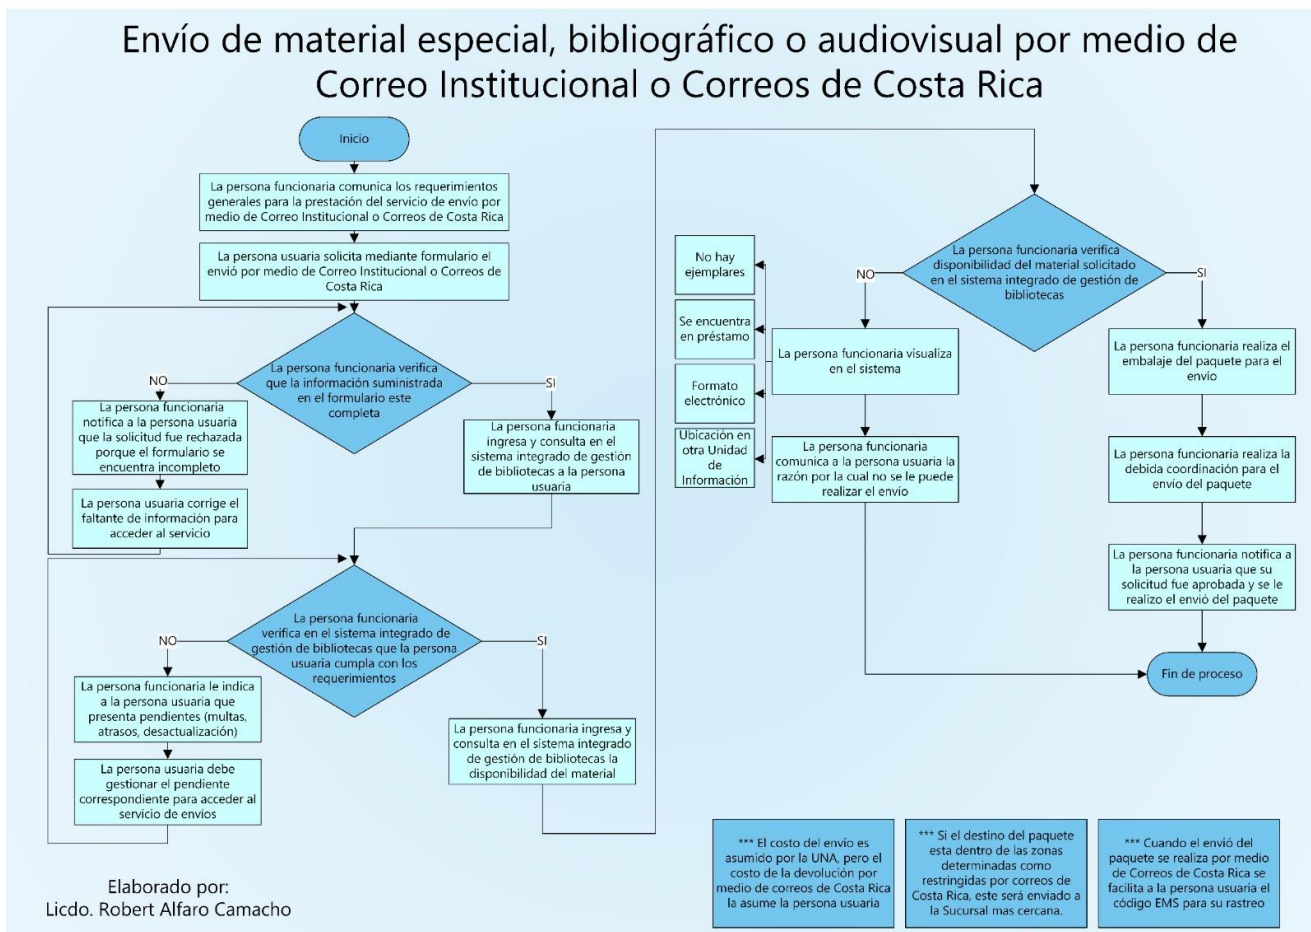 Envío de material especial, bibliográfico o audiovisual por medio de
Correo Institucional o Correos de Costa Rica
Inicio
La persona funcionaria comunica los requerimientos
generales para la prestación del servicio de envío por
medio de Correo Institucional o Correos de Costa Rica
La persona usuaria solicita mediante formulario el
envió por medio de Correo Institucional o Correos de
Costa Rica
La persona funcionaria verifica
que la información suministrada
en el formulario este
completa
NO
SI
La persona funcionaria
notifica a la persona usuaria
que la solicitud fue rechazada
porque el formulario se
encuentra incompleto
La persona usuaria corrige el
faltante de información para
acceder al servicio
La persona funcionaria
ingresa y consulta en el
sistema integrado de gestión
de bibliotecas a la persona
usuaria
La persona funcionaria
verifica en el sistema integrado de
gestión de bibliotecas que la persona
usuaria cumpla con los
requerimientos
NO
SI
La persona funcionaria le indica
a la persona usuaria que
presenta pendientes (multas,
atrasos, desactualización)
La persona usuaria debe
gestionar el pendiente
correspondiente para acceder al
servicio de envíos
La persona funcionaria ingresa y
consulta en el sistema integrado
de gestión de bibliotecas la
disponibilidad del material
La persona funcionaria verifica
disponibilidad del material solicitado
en el sistema integrado de gestión de
bibliotecas
NO
SI
La persona funcionaria visualiza
en el sistema
No hay
ejemplares
Se encuentra
en préstamo
Formato
electrónico
Ubicación en
otra Unidad
de
Información
La persona funcionaria
comunica a la persona usuaria la
razón por la cual no se le puede
realizar el envío
La persona funcionaria realiza el
embalaje del paquete para el
envío
La persona funcionaria realiza la
debida coordinación para el
envío del paquete
La persona funcionaria notifica a
la persona usuaria que su
solicitud fue aprobada y se le
realizo el envió del paquete
Fin de proceso
*** El costo del envío es
asumido por la UNA, pero el
costo de la devolución por
medio de correos de Costa Rica
la asume la persona usuaria
*** Si el destino del paquete
esta dentro de las zonas
determinadas como
restringidas por correos de
Costa Rica, este será enviado a
la Sucursal mas cercana.
*** Cuando el envió del
paquete se realiza por medio
de Correos de Costa Rica se
facilita a la persona usuaria el
código EMS para su rastreo
Elaborado por:
Licdo. Robert Alfaro Camacho